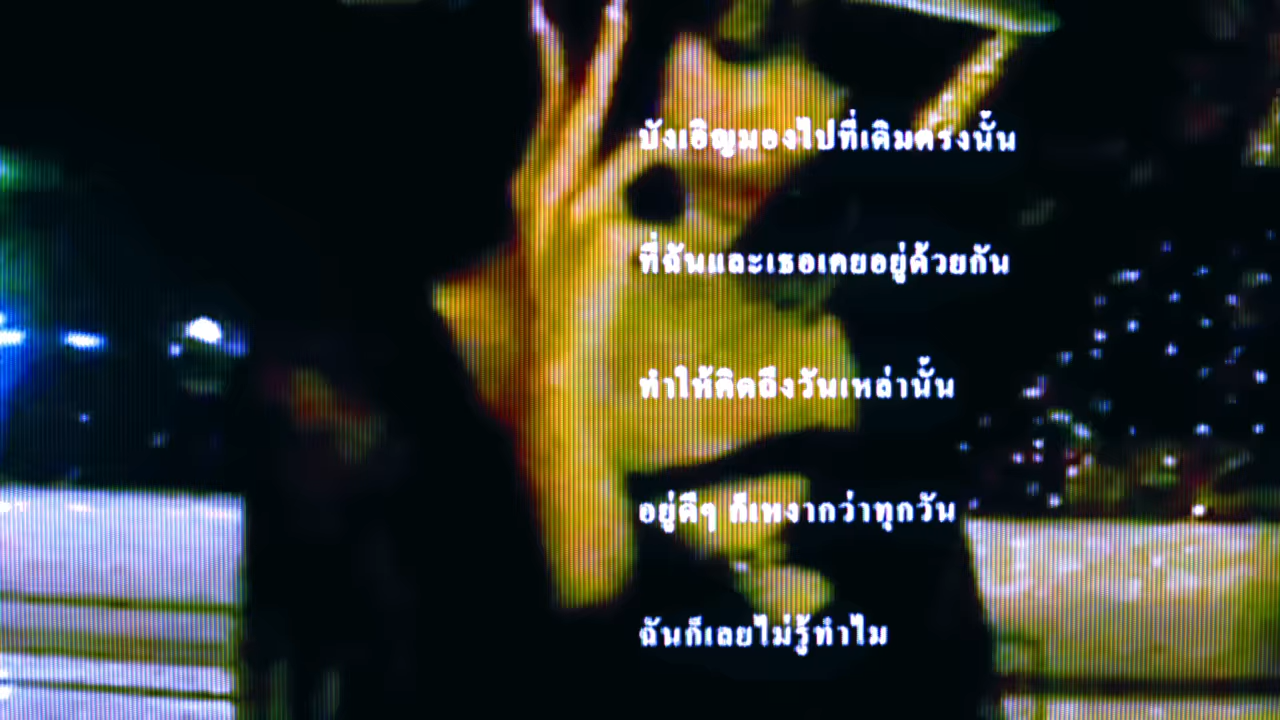 บังเอิญมองไปที่เดิมตรงนั้น
ที่ฉันและเธอเคยอยู่ด้วยกัน
ทำให้คิดถึงวันเหล่านั้น
อยู่ดีๆ ก็เหงากว่าทุกวัน
ฉันก็เลยไม่รู้ทำไม